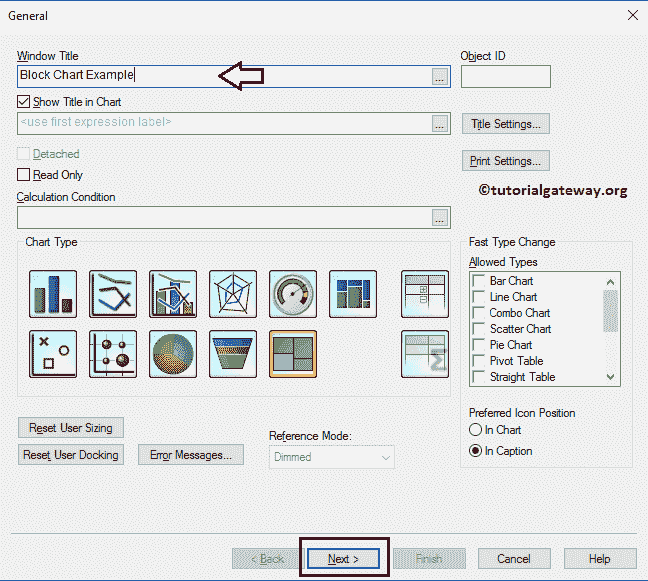 General
Window Title
Object ID
Block Chart Example
...
Show Title in Chart
<use first expression label>
...
Title Settings...
Detached
Print Settings...
Read Only
©tutorialgateway.org
Calculation Condition
...
Chart Type
Fast Type Change
Allowed Types
Bar Chart
Line Chart
Combo Chart
Scatter Chart
Pie Chart
Pivot Table
Straight Table
Preferred Icon Position
In Chart
In Caption
Reset User Sizing
Reset User Docking
Error Messages...
Reference Mode:
Dimmed
< Back
Next >
Finish
Cancel
Help